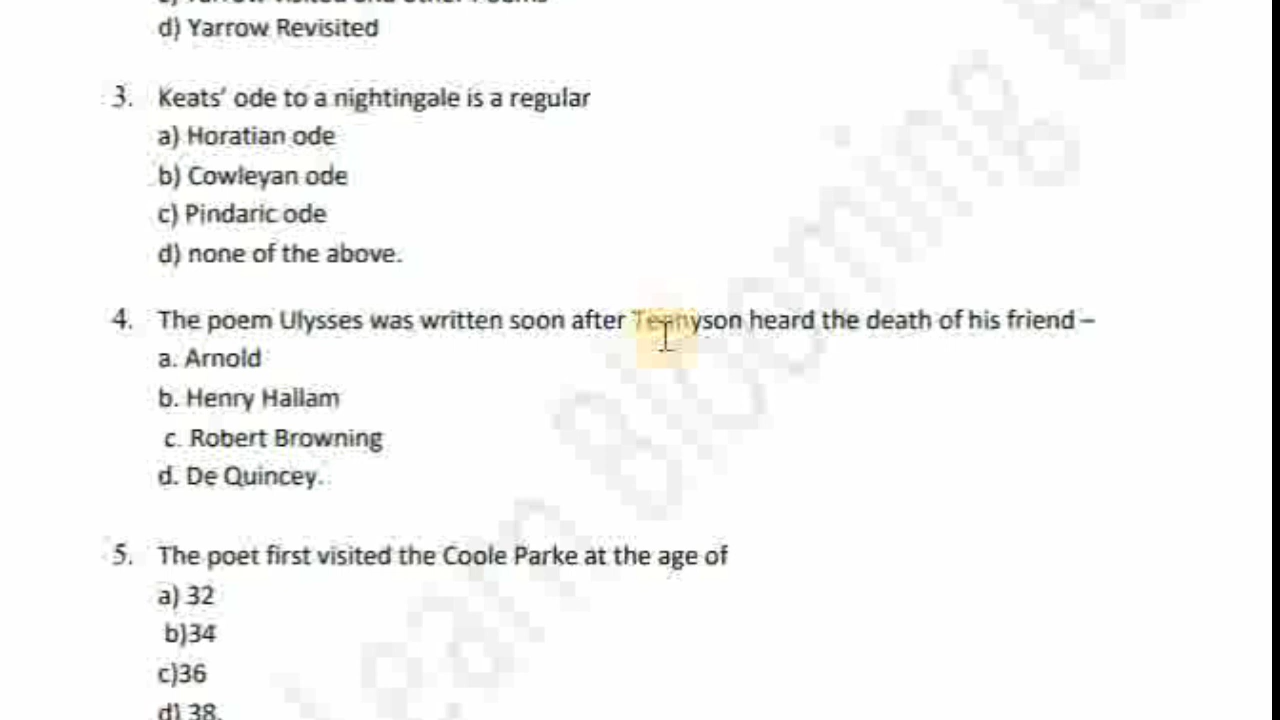 d) Yarrow Revisited
3. Keats' ode to a nightingale is a regular
a) Horatian ode
b) Cowleyan ode
c) Pindaric ode
d) none of the above.
4. The poem Ulysses was written soon after Tennyson heard the death of his friend –
a. Arnold
b. Henry Hallam
c. Robert Browning
d. De Quincey.
5. The poet first visited the Coole Parke at the age of
a) 32
b)34
c)36
d) 38.